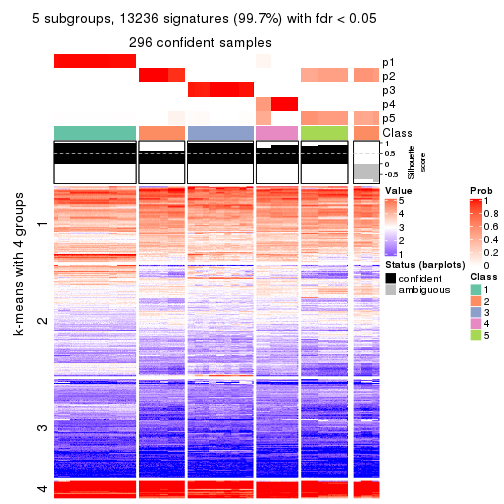 5 subgroups, 13236 signatures (99.7%) with fdr < 0.05
296 confident samples
p1
p2
p3
p4
p5
Class
1
0.5
0
-0.5
Silhouette
score
k-means with 4 groups
1
2
3
4
Value
5
4
3
2
1
Status (barplots)
confident
ambiguous
Prob
1
0.8
0.6
0.4
0.2
0
Class
1
2
3
4
5